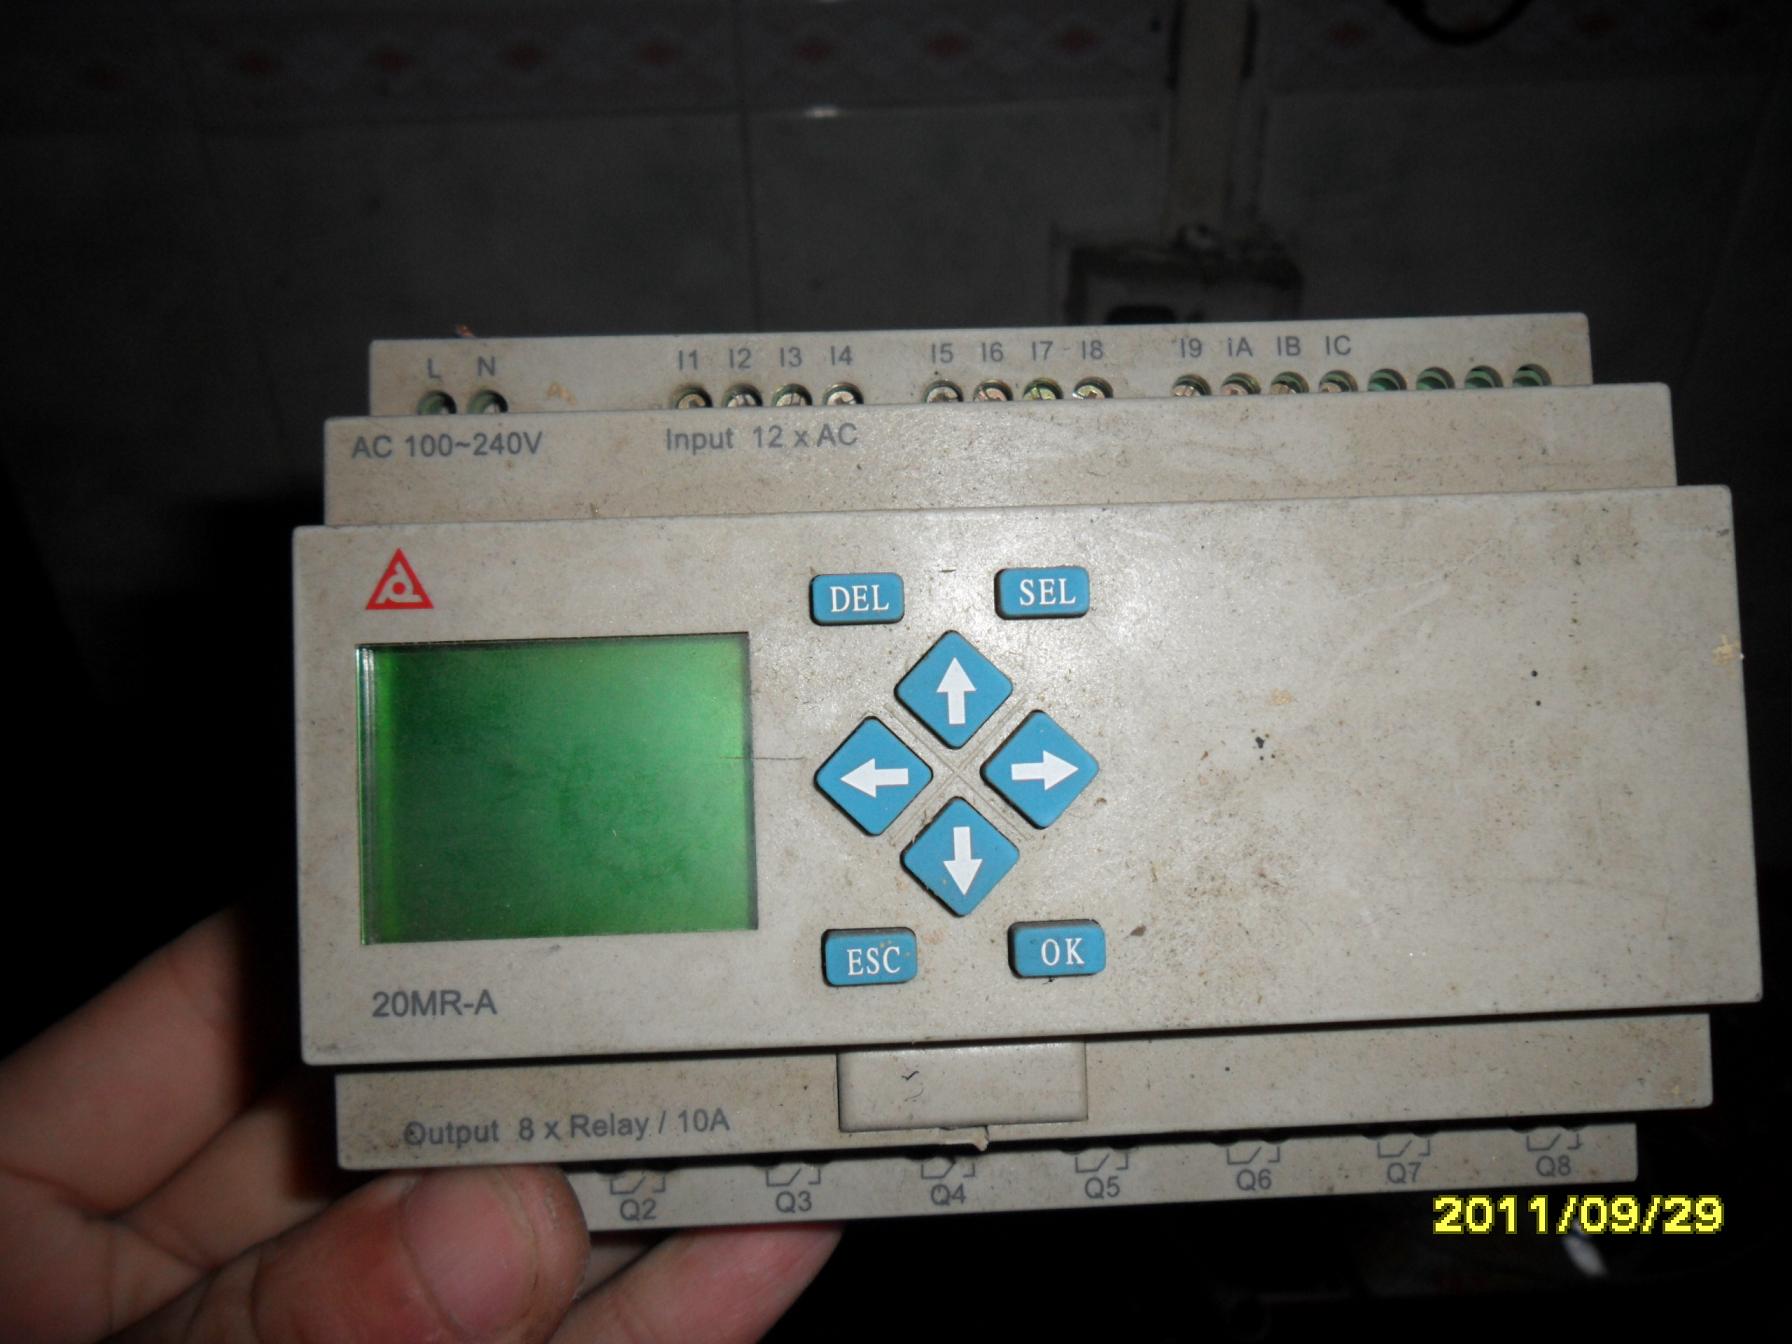 L N I1 I2 I3 I4 I5 I6 I7 I8 I9 iA IB IC
AC 100~240V Input 12 x AC
DEL SEL
ESC OK
20MR-A
Output 8 x Relay / 10A
Q2 Q3 Q4 Q5 Q6 Q7 Q8
2011/09/29